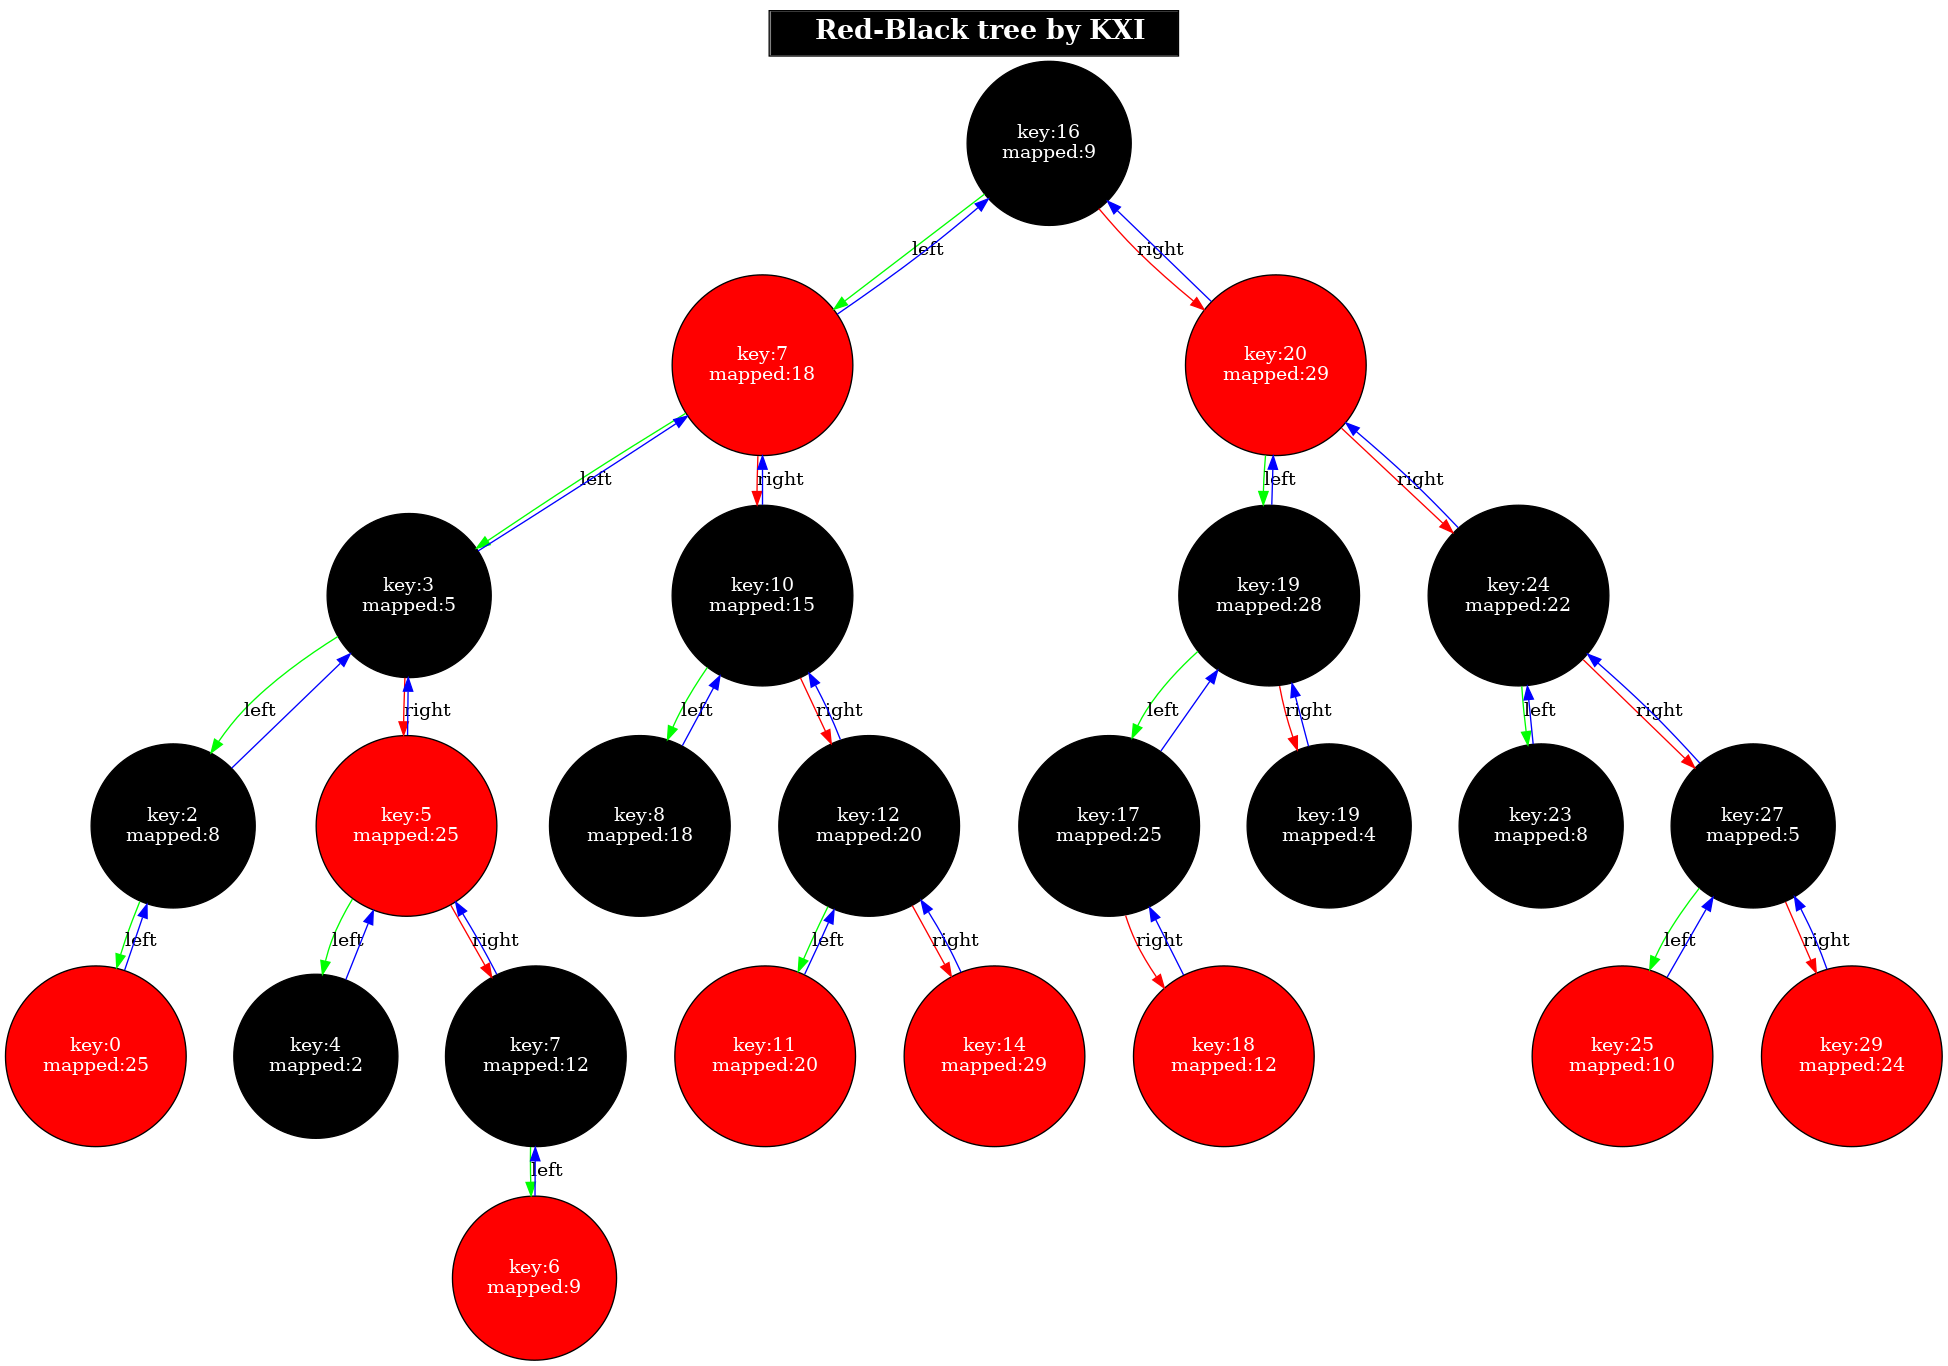 Red-Black tree by KXI
key:16
mapped:9
left
right
key:7
mapped:18
key:20
mapped:29
left
right
left
right
key:3
mapped:5
key:10
mapped:15
key:19
mapped:28
key:24
mapped:22
left
right
left
right
left
right
left
right
key:2
mapped:8
key:5
mapped:25
key:8
mapped:18
key:12
mapped:20
key:17
mapped:25
key:19
mapped:4
key:23
mapped:8
key:27
mapped:5
left
left
right
left
right
right
left
right
key:0
mapped:25
key:4
mapped:2
key:7
mapped:12
key:11
mapped:20
key:14
mapped:29
key:18
mapped:12
key:25
mapped:10
key:29
mapped:24
left
key:6
mapped:9